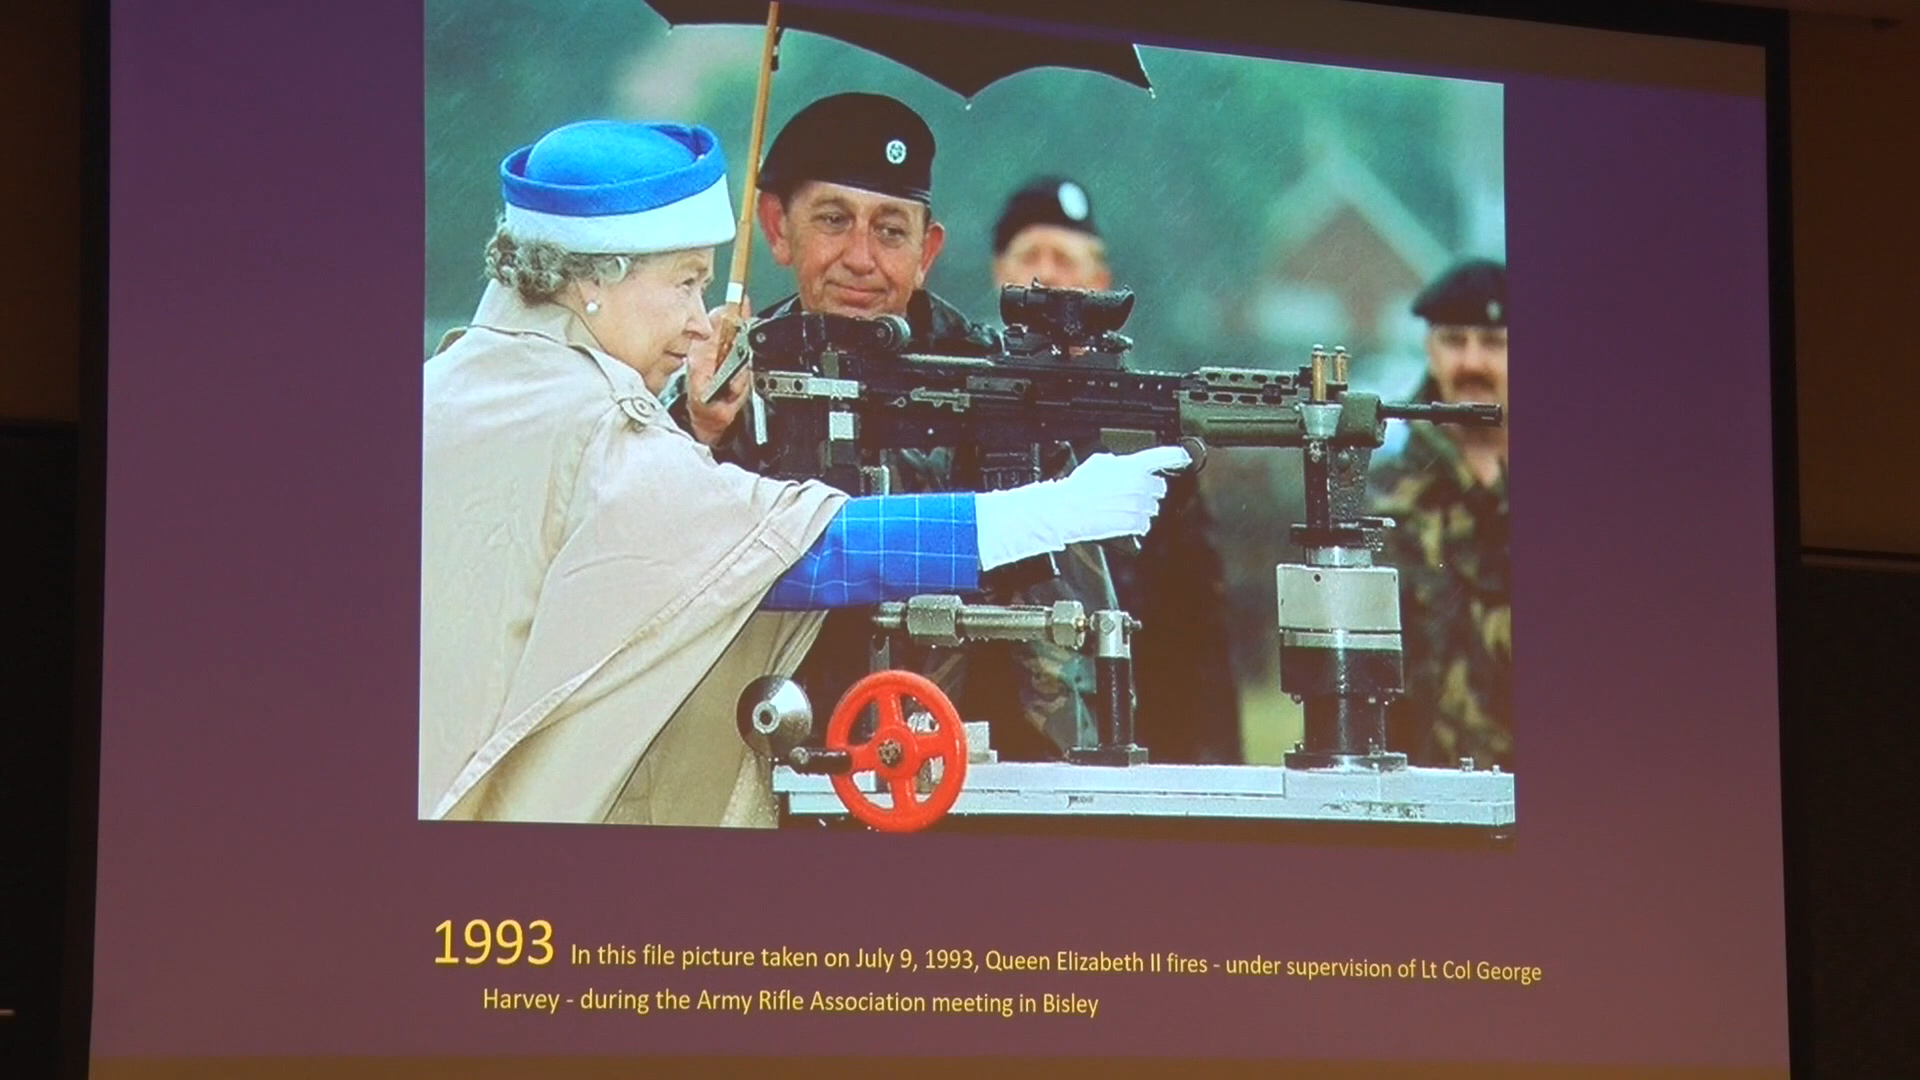 1993 In this file picture taken on July 9, 1993, Queen Elizabeth II fires - under supervision of Lt Col George
Harvey - during the Army Rifle Association meeting in Bisley